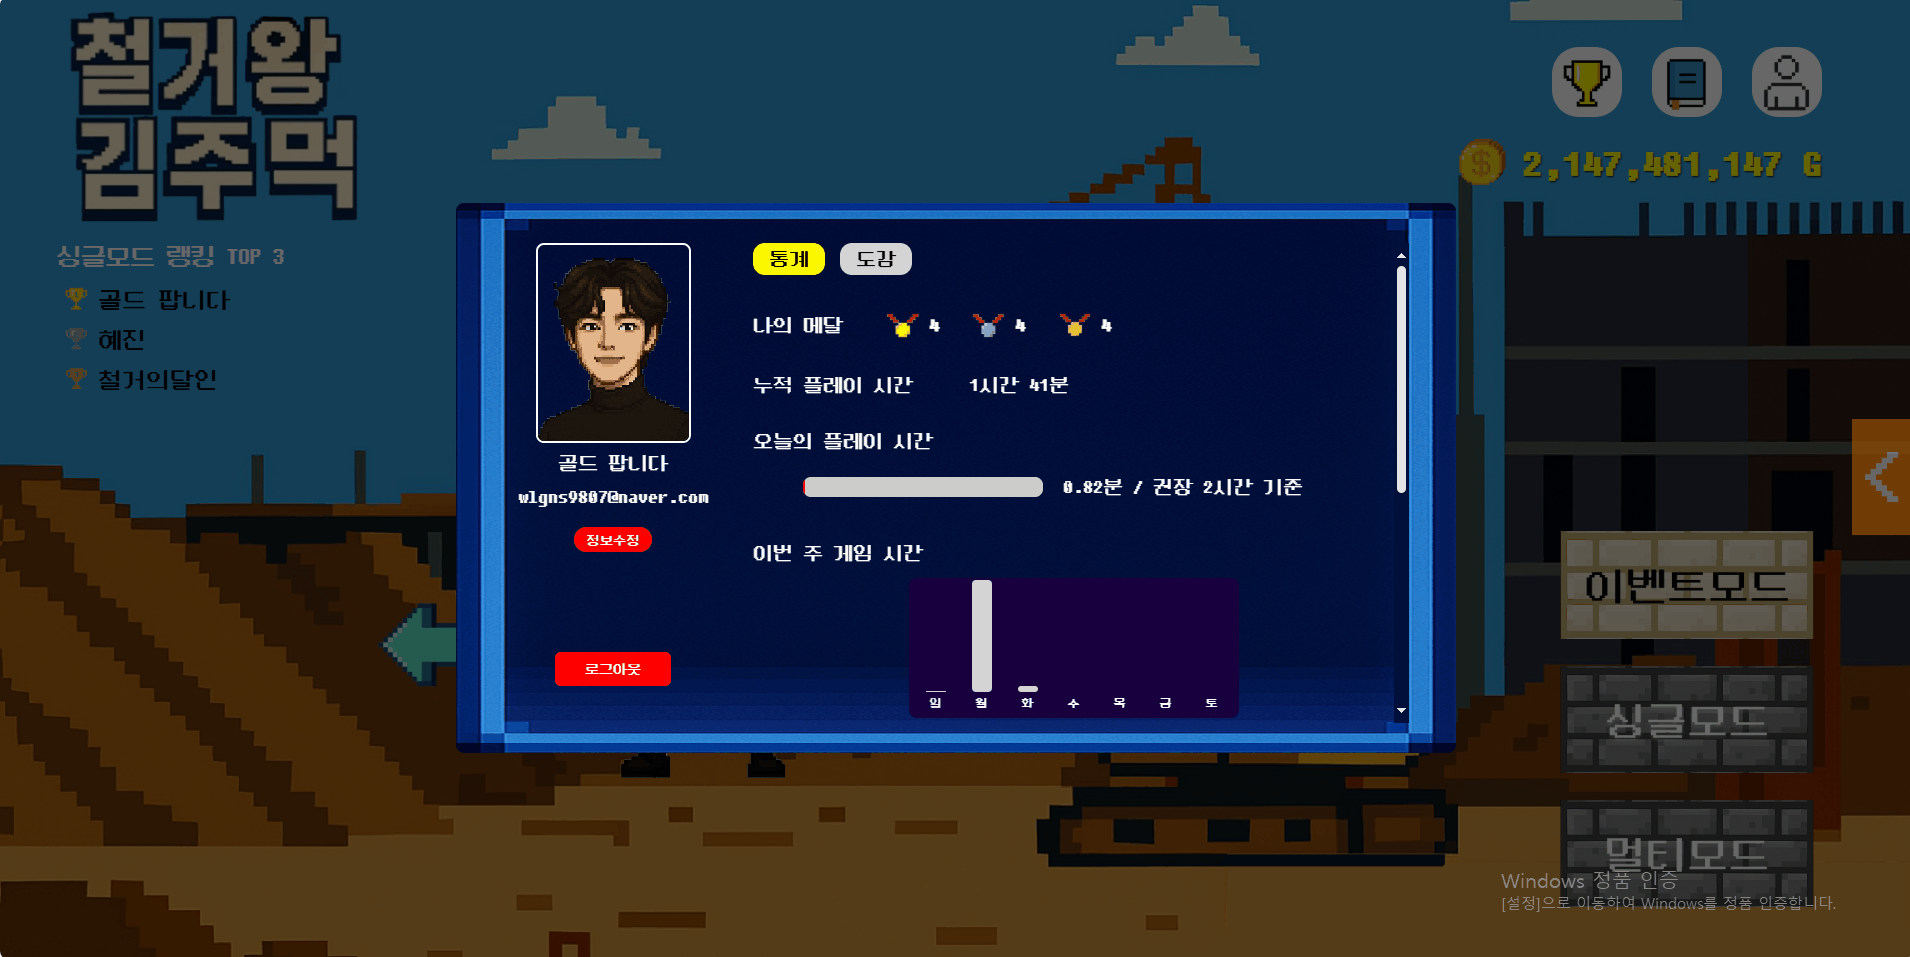 철거왕
김주먹
2,147,481,147 G
싱글모드 랭킹 TOP 3
골드 팝니다
혜진
철거의달인
통계 도감
나의 메달 4 4 4
누적 플레이 시간 1시간 41분
오늘의 플레이 시간
0.82분 / 권장 2시간 기준
이번 주 게임 시간
일 월 화 수 목 금 토
골드 팝니다
wlgns9807@naver.com
정보수정
로그아웃
이벤트모드
싱글모드
멀티모드
Windows 정품 인증
[설정]으로 이동하여 Windows를 정품 인증합니다.